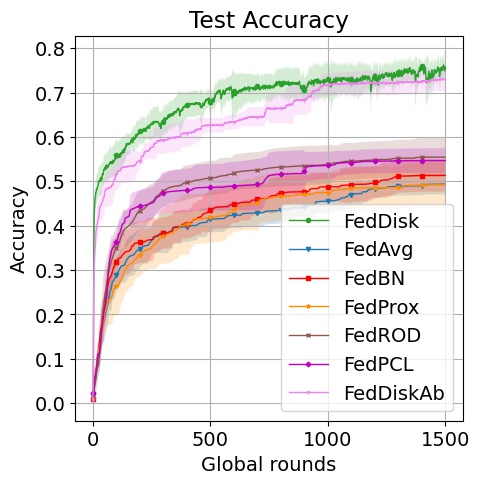 Test Accuracy
Accuracy
0.8
0.7
0.6
0.5
0.4
0.3
0.2
0.1
0.0
FedDisk
FedAvg
FedBN
FedProx
FedROD
FedPCL
FedDiskAb
0 500 1000 1500
Global rounds